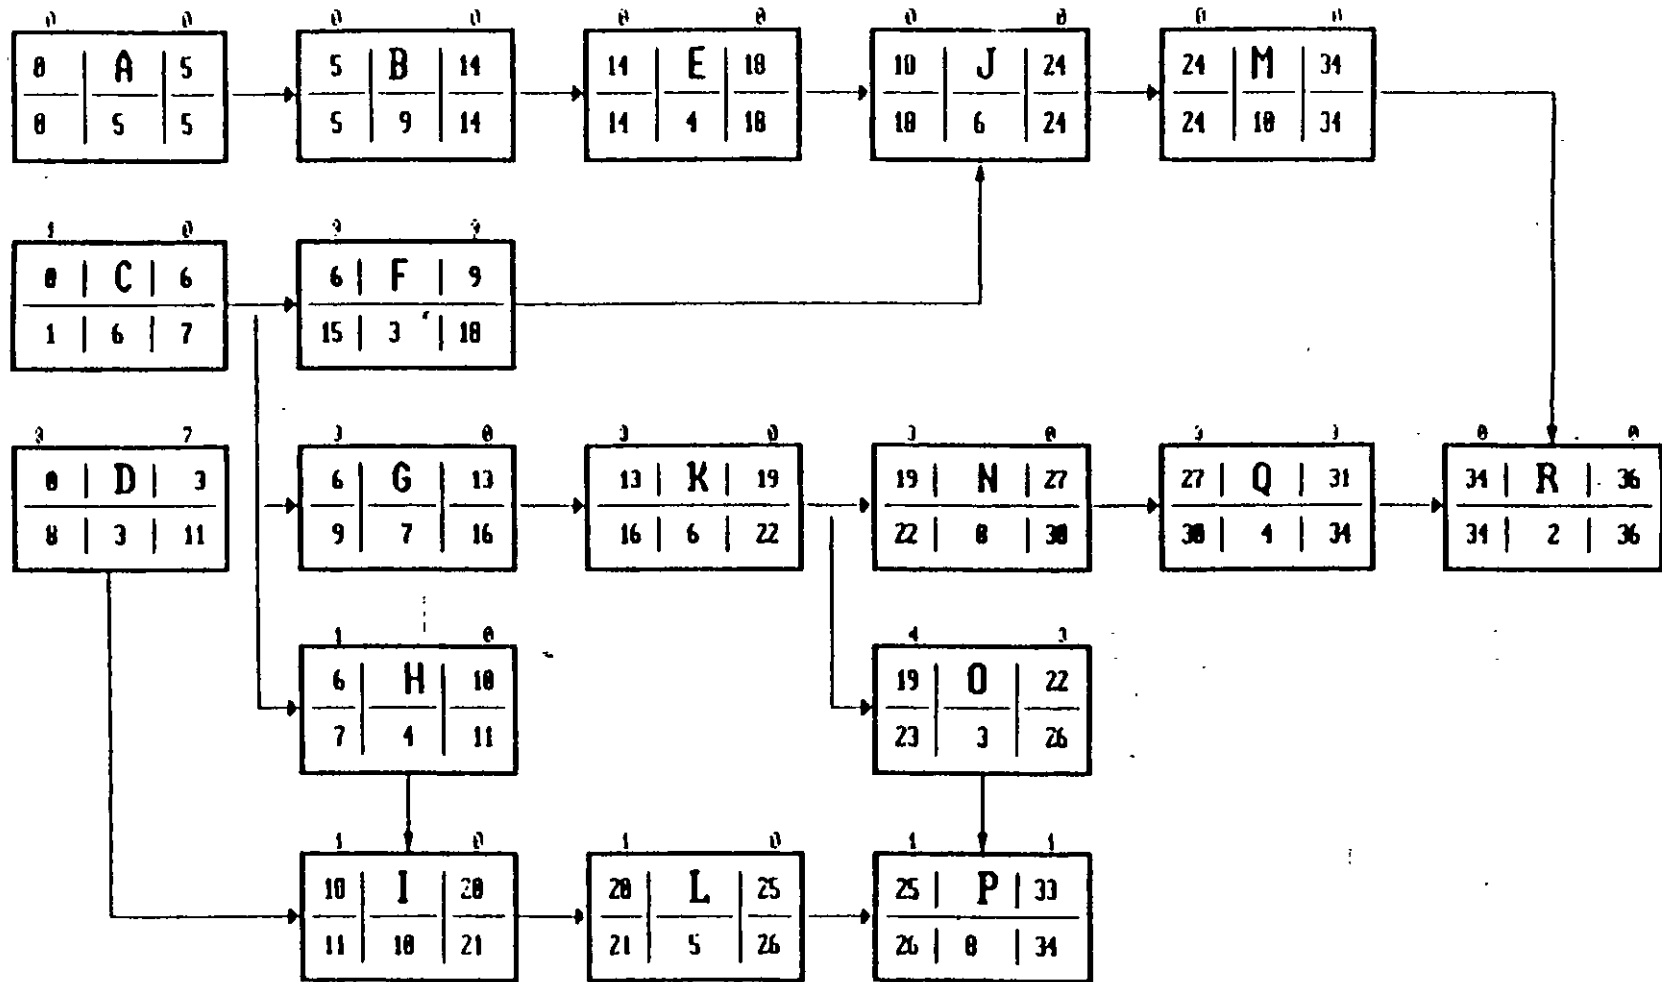 0 0 0 0 0 0 0 0 0 0
0 A 5 5 B 14 14 E 18 18 J 24 24 M 34
0 5 5 5 9 14 14 4 18 18 6 24 24 10 34
1 0 9 9
0 C 6 6 F 9
1 6 7 15 3 18
8 7 3 0 3 0 3 0 3 3 0 0
0 D 3 6 G 13 13 K 19 19 N 27 27 Q 31 34 R 36
8 3 11 9 7 16 16 6 22 22 8 30 30 4 34 34 2 36
1 0 4 3
6 H 10 19 O 22
7 4 11 23 3 26
1 0 1 0 1 1
10 I 20 20 L 25 25 P 33
11 10 21 21 5 26 26 8 34